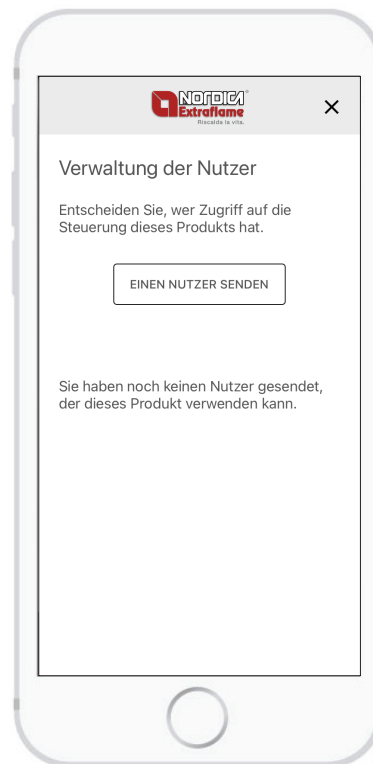 NORDICA®
Extraflame
Riscalda la vita.
×
Verwaltung der Nutzer
Entscheiden Sie, wer Zugriff auf die
Steuerung dieses Produkts hat.
EINEN NUTZER SENDEN
Sie haben noch keinen Nutzer gesendet,
der dieses Produkt verwenden kann.